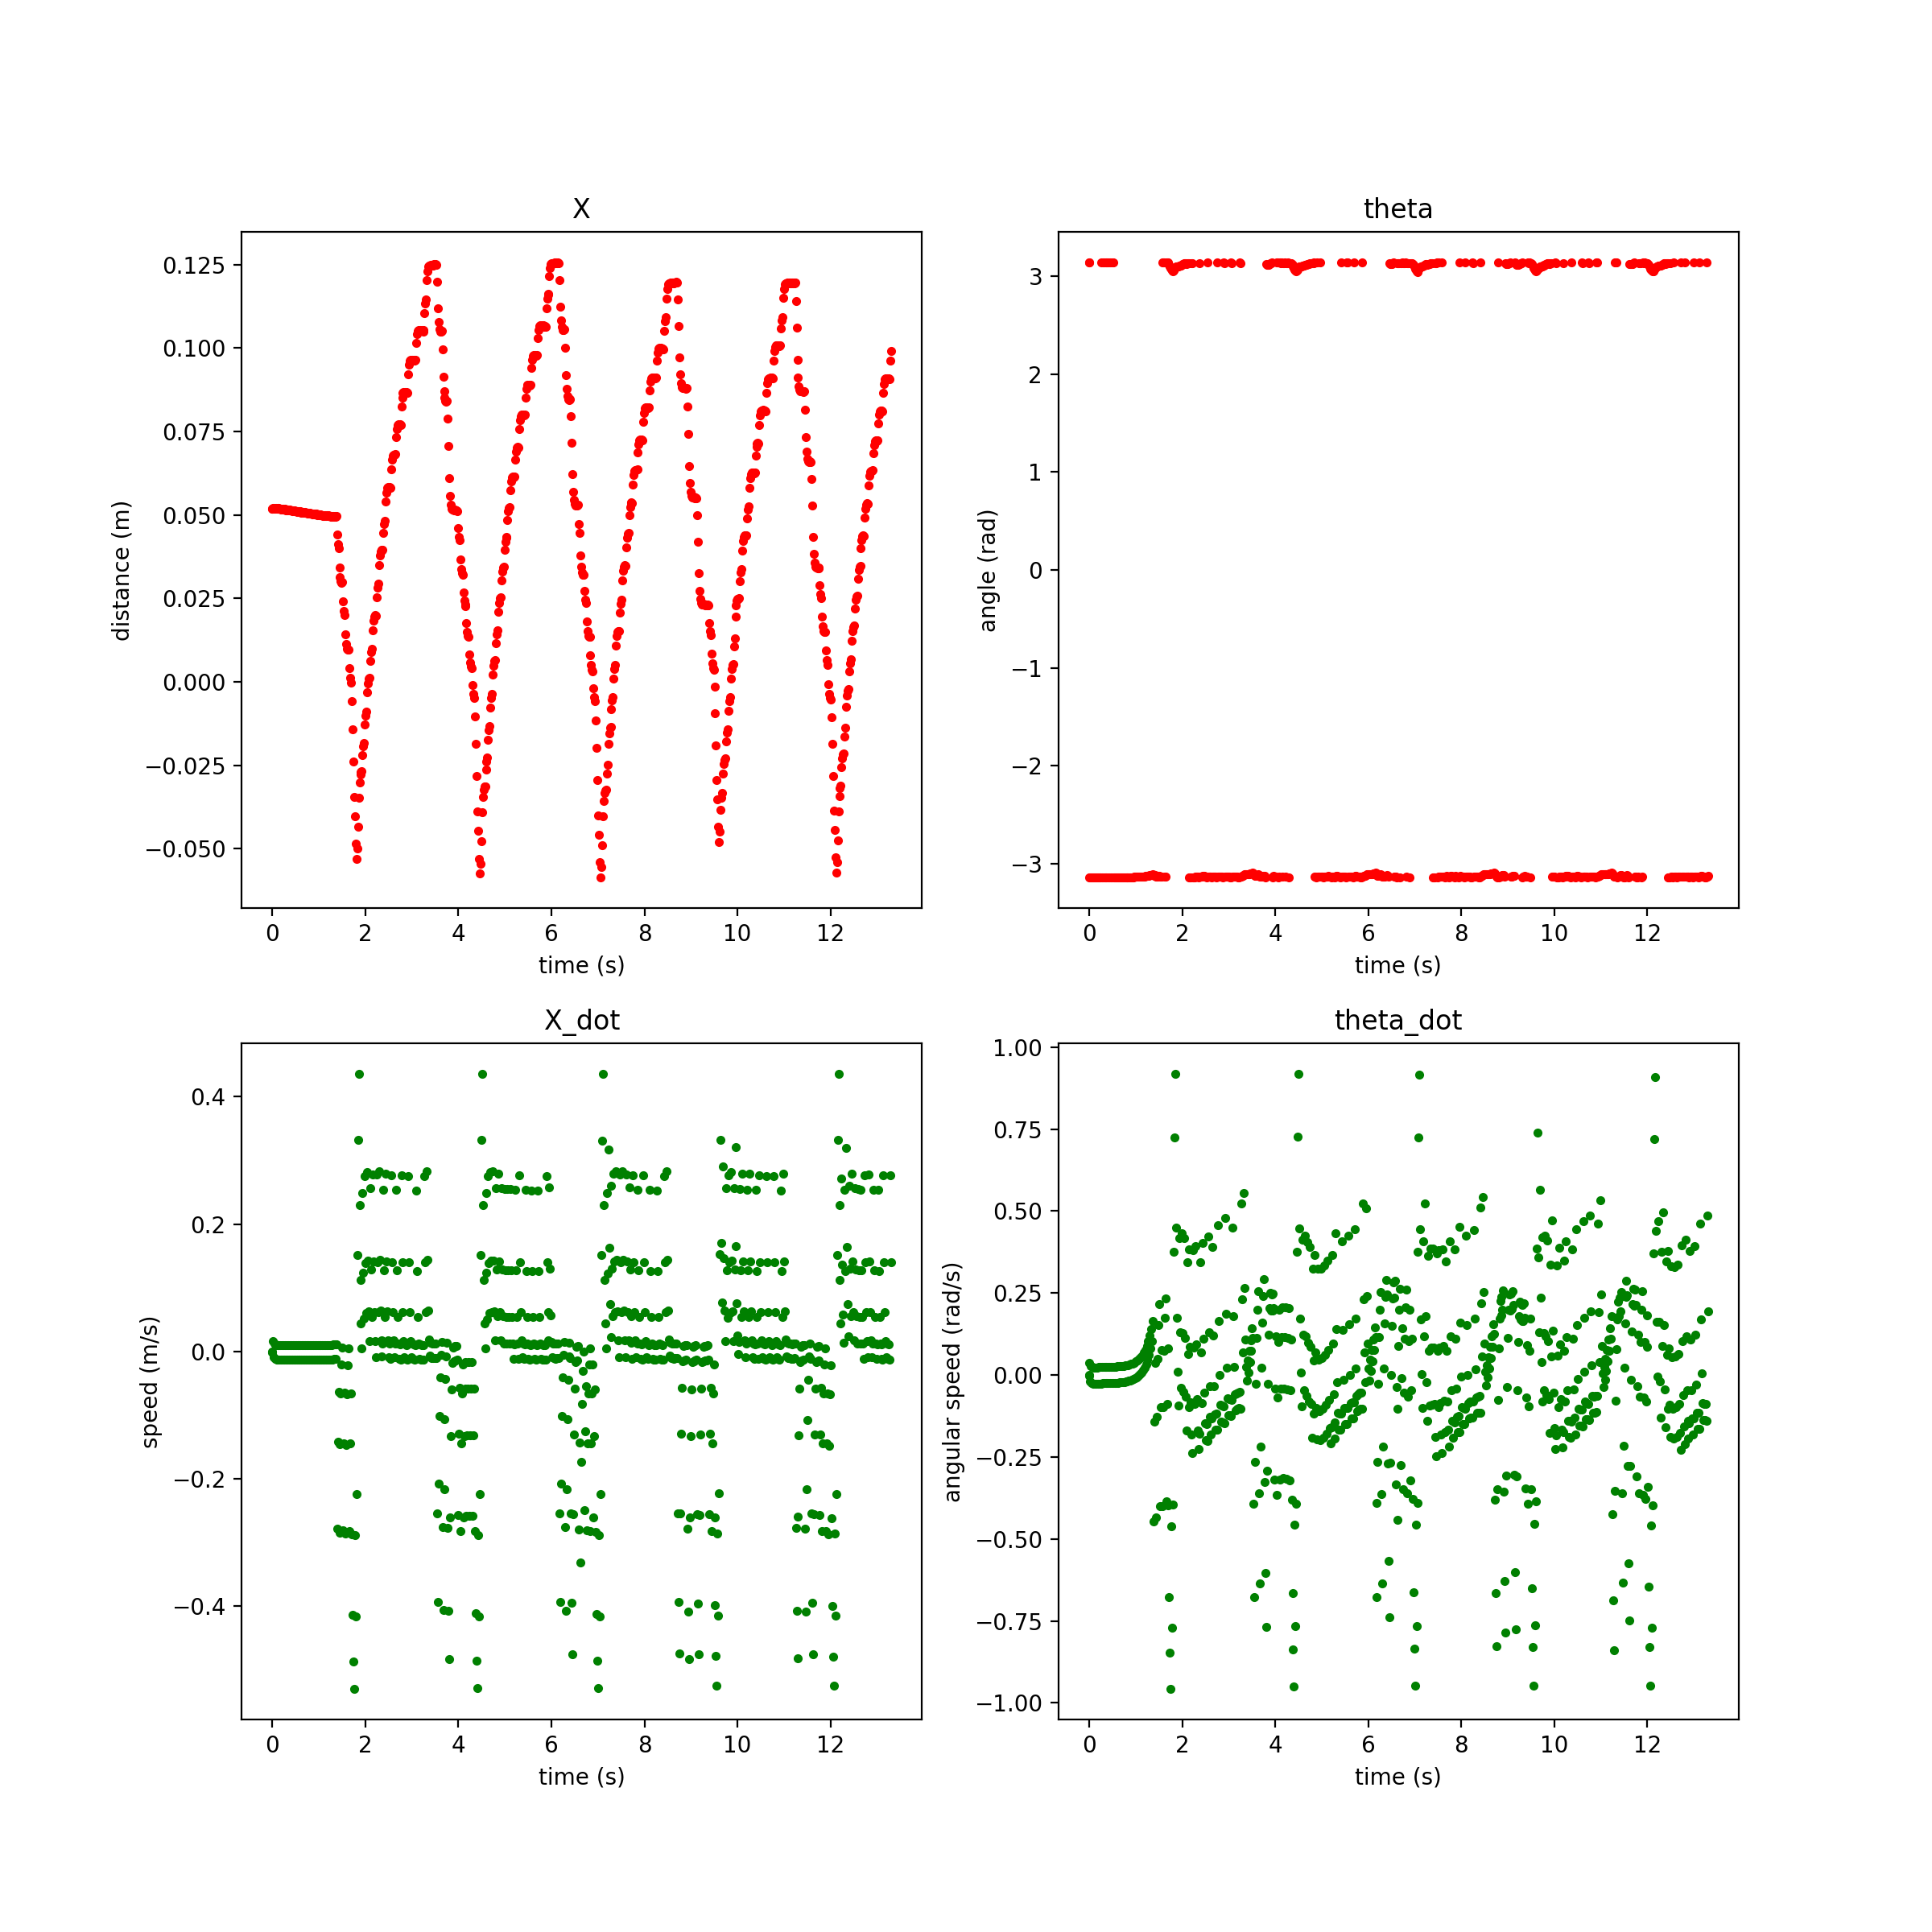 X
0.125
0.100
0.075
0.050
0.025
0.000
−0.025
−0.050
distance (m)
0 2 4 6 8 10 12
time (s)
theta
3
2
1
0
−1
−2
−3
angle (rad)
0 2 4 6 8 10 12
time (s)
X_dot
0.4
0.2
0.0
−0.2
−0.4
speed (m/s)
0 2 4 6 8 10 12
time (s)
theta_dot
1.00
0.75
0.50
0.25
0.00
−0.25
−0.50
−0.75
−1.00
angular speed (rad/s)
0 2 4 6 8 10 12
time (s)